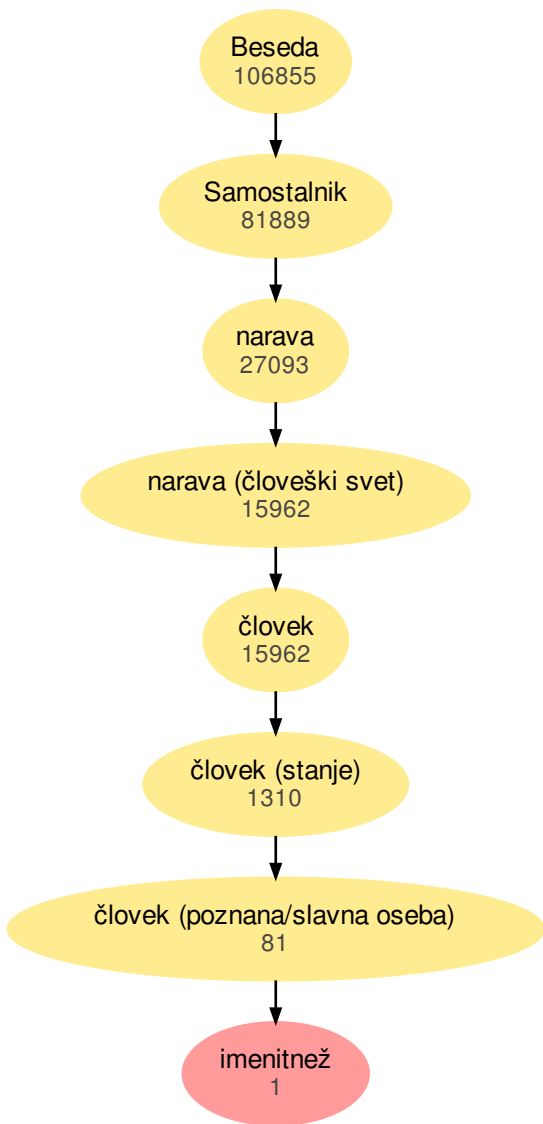 Beseda
106855
Samostalnik
81889
narava
27093
narava (človeški svet)
15962
človek
15962
človek (stanje)
1310
človek (poznana/slavna oseba)
81
imenitnež
1